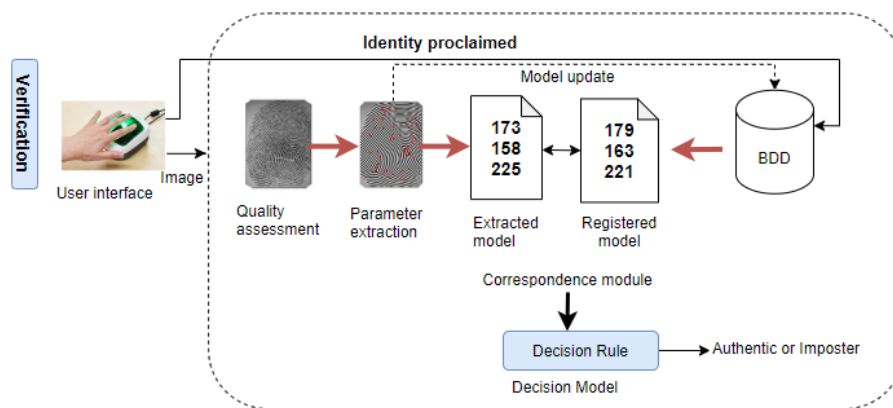 Verification
Identity proclaimed
Model update
User interface
Image
Quality
assessment
Parameter
extraction
173
158
225
Extracted
model
179
163
221
Registered
model
BDD
Correspondence module
Decision Rule
Decision Model
Authentic or Imposter